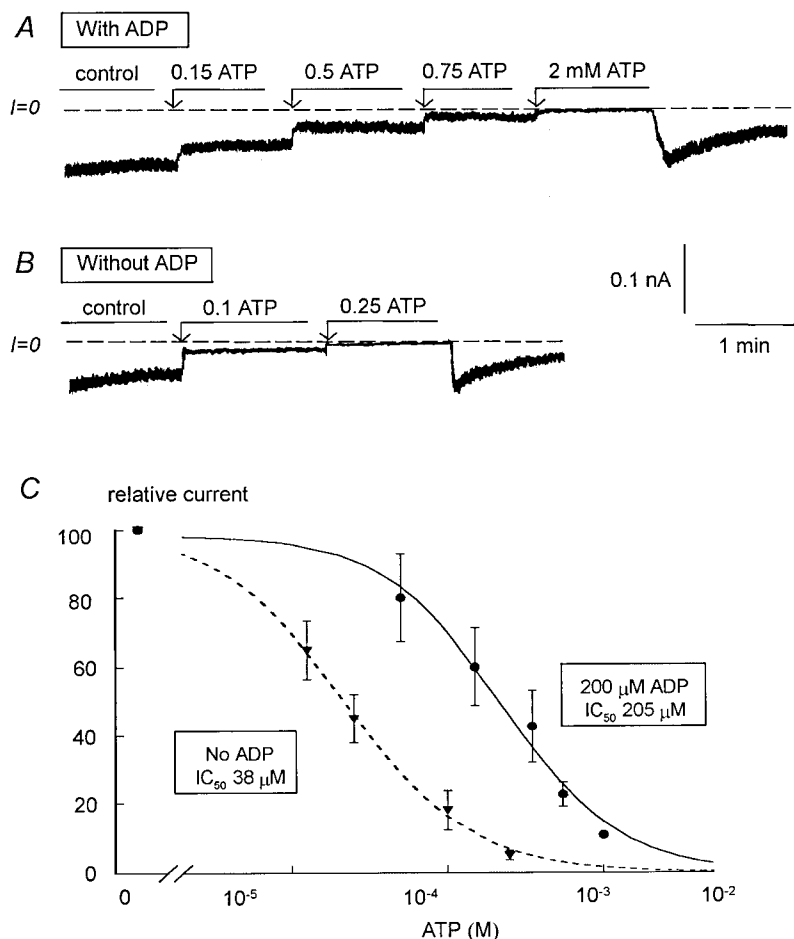 A With ADP
control 0.15 ATP 0.5 ATP 0.75 ATP 2 mM ATP
I=0
B Without ADP
control 0.1 ATP 0.25 ATP
I=0
0.1 nA
1 min
C relative current
100
80
60
40
20
0
200 µM ADP
IC50 205 µM
No ADP
IC50 38 µM
0 10-5 10-4 10-3 10-2
ATP (M)